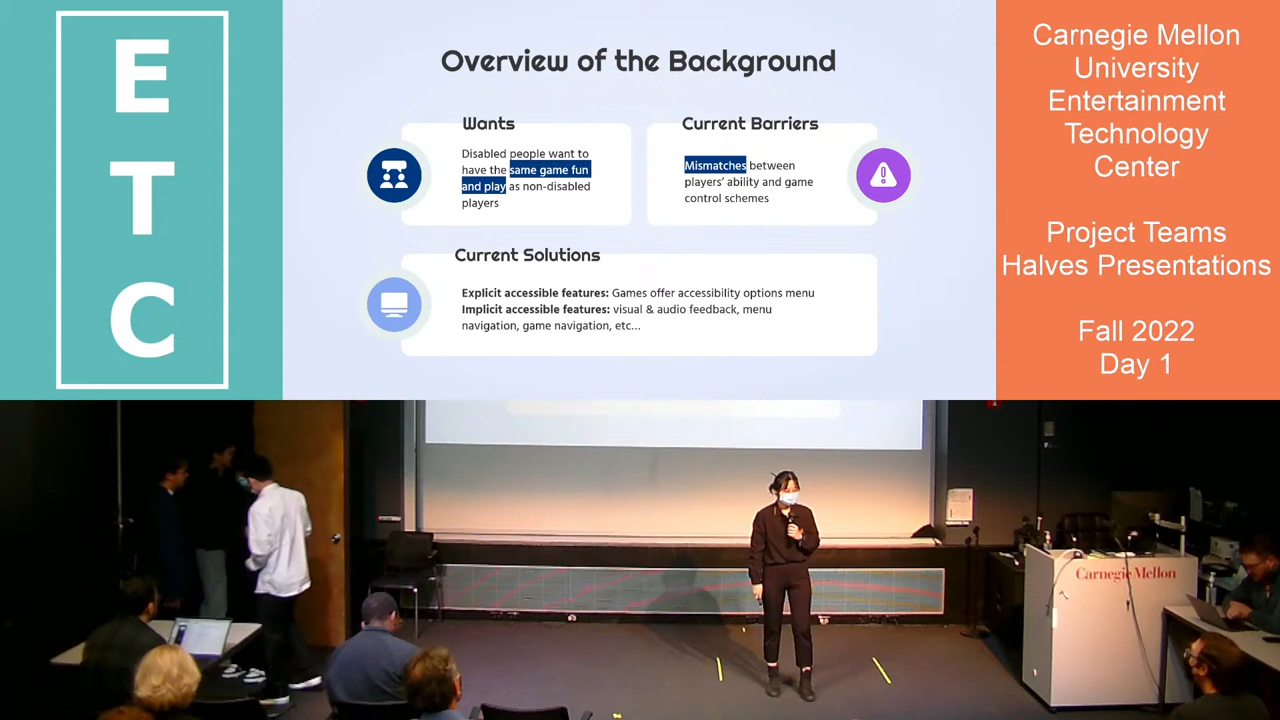 E
T
C
Overview of the Background
Wants
Disabled people want to
have the same game fun
and play as non-disabled
players
Current Barriers
Mismatches between
players' ability and game
control schemes
Current Solutions
Explicit accessible features: Games offer accessibility options menu
Implicit accessible features: visual & audio feedback, menu
navigation, game navigation, etc...
Carnegie Mellon
University
Entertainment
Technology
Center
Project Teams
Halves Presentations
Fall 2022
Day 1
Carnegie Mellon